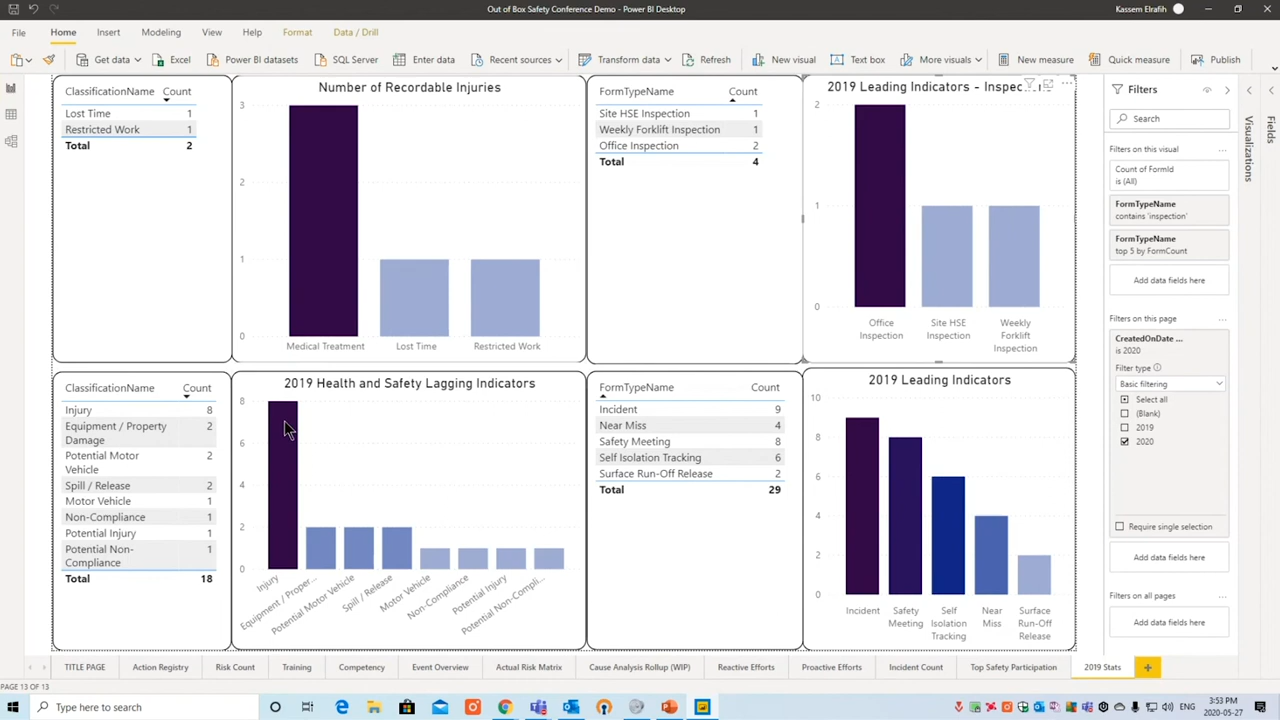 Out of Box Safety Conference Demo - Power BI Desktop
Kassem Elrafih
File Home Insert Modeling View Help Format Data / Drill
Get data Excel Power BI datasets SQL Server Enter data Recent sources Transform data Refresh New visual Text box More visuals New measure Quick measure Publish
ClassificationName Count
Lost Time 1
Restricted Work 1
Total 2
Number of Recordable Injuries
3
2
1
0
Medical Treatment Lost Time Restricted Work
FormTypeName Count
Site HSE Inspection 1
Weekly Forklift Inspection 1
Office Inspection 2
Total 4
2019 Leading Indicators - Inspec
2
1
0
Office Inspection
Site HSE Inspection
Weekly Forklift Inspection
ClassificationName Count
Injury 8
Equipment / Property 2
Damage
Potential Motor 2
Vehicle
Spill / Release 2
Motor Vehicle 1
Non-Compliance 1
Potential Injury 1
Potential Non- 1
Compliance
Total 18
2019 Health and Safety Lagging Indicators
8
6
4
2
0
Injury
Equipment / Proper...
Potential Motor Vehicle
Spill / Release
Motor Vehicle
Non-Compliance
Potential Injury
Potential Non-Compli...
FormTypeName Count
Incident 9
Near Miss 4
Safety Meeting 8
Self Isolation Tracking 6
Surface Run-Off Release 2
Total 29
2019 Leading Indicators
10
8
6
4
2
0
Incident
Safety Meeting
Self Isolation Tracking
Near Miss
Surface Run-Off Release
Filters
Search
Filters on this visual ...
Count of FormId
is (All)
FormTypeName
contains 'inspection'
FormTypeName
top 5 by FormCount
Add data fields here
Filters on this page ...
CreatedOnDate ...
is 2020
Filter type
Basic filtering
Select all
(Blank)
2019
2020
Require single selection
Add data fields here
Filters on all pages ...
Add data fields here
Visualizations
Fields
TITLE PAGE Action Registry Risk Count Training Competency Event Overview Actual Risk Matrix Cause Analysis Rollup (WIP) Reactive Efforts Proactive Efforts Incident Count Top Safety Participation 2019 Stats
PAGE 13 OF 13
Type here to search
3:53 PM
2020-05-27